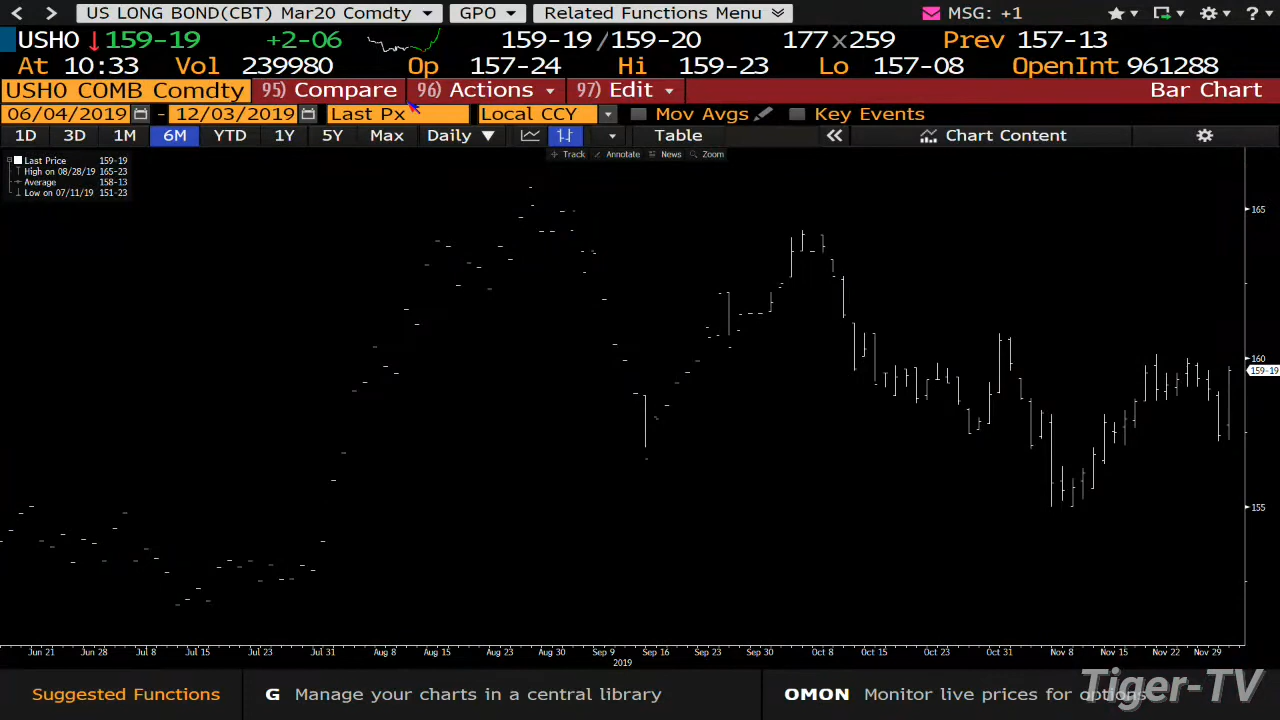 US LONG BOND(CBT) Mar20 Comdty GPO Related Functions Menu MSG: +1 ?
USH0 159-19 +2-06 159-19/159-20 177x259 Prev 157-13
At 10:33 Vol 239980 Op 157-24 Hi 159-23 Lo 157-08 OpenInt 961288
USH0 COMB Comdty 95) Compare 96) Actions 97) Edit Bar Chart
06/04/2019 - 12/03/2019 Last Px Local CCY Mov Avgs Key Events
1D 3D 1M 6M YTD 1Y 5Y Max Daily Table Chart Content
Track Annotate News Zoom
Last Price 159-19
High on 08/28/19 165-23
Average 158-13
Low on 07/11/19 151-23
165
160
159-19
155
Jun 21 Jun 28 Jul 8 Jul 15 Jul 23 Jul 31 Aug 8 Aug 15 Aug 23 Aug 30 Sep 9 Sep 16 Sep 23 Sep 30 Oct 8 Oct 15 Oct 23 Oct 31 Nov 8 Nov 15 Nov 22 Nov 29
2019
Suggested Functions G Manage your charts in a central library OMON Monitor live prices for options
Tiger-TV